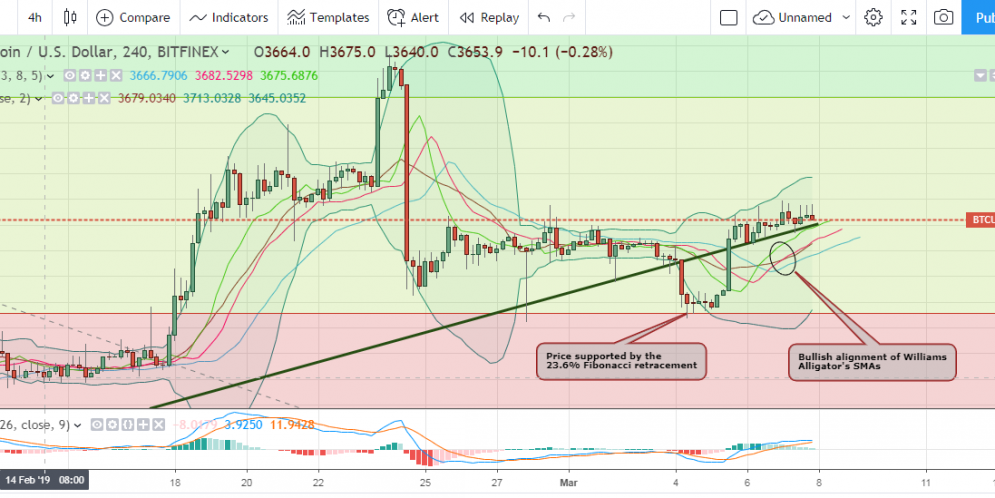 4h Compare Indicators Templates Alert Replay Unnamed Pub
oin / U.S. Dollar, 240, BITFINEX O3664.0 H3675.0 L3640.0 C3653.9 −10.1 (−0.28%)
3, 8, 5) 3666.7906 3682.5298 3675.6876
se, 2) 3679.0340 3713.0328 3645.0352
BTCU
Price supported by the
23.6% Fibonacci retracement
Bullish alignment of Williams
Alligator's SMAs
26, close, 9) -8.0179 3.9250 11.9428
14 Feb '19 08:00 18 20 22 25 27 Mar 4 6 8 11